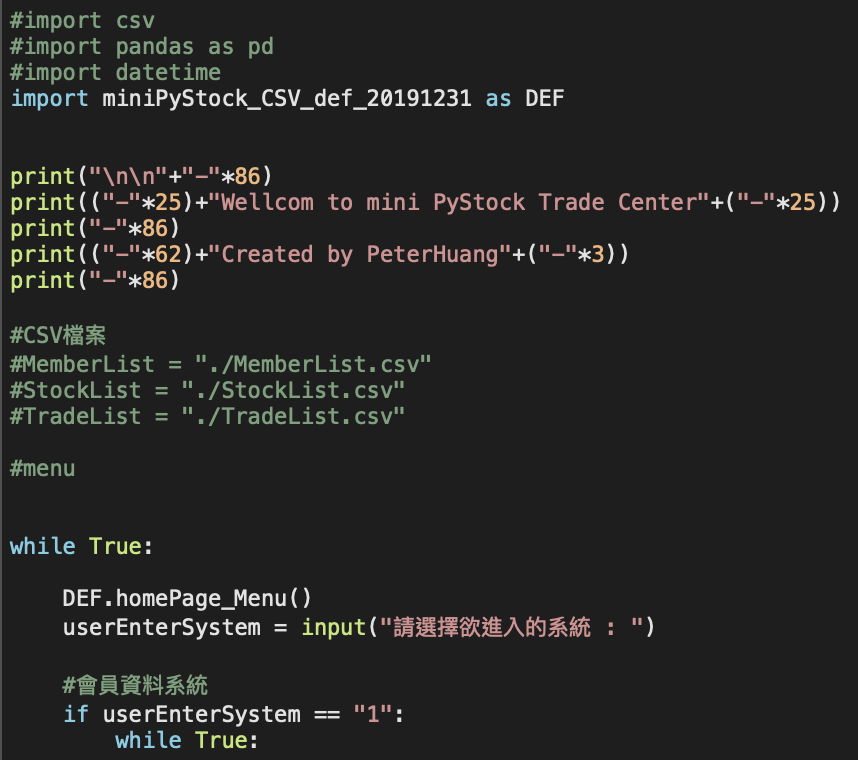 #import csv
#import pandas as pd
#import datetime
import miniPyStock_CSV_def_20191231 as DEF
print("\n\n"+"-"*86)
print(("-"*25)+"Wellcom to mini PyStock Trade Center"+("-"*25))
print("-"*86)
print(("-"*62)+"Created by PeterHuang"+("-"*3))
print("-"*86)
#CSV檔案
#MemberList = "./MemberList.csv"
#StockList = "./StockList.csv"
#TradeList = "./TradeList.csv"
#menu
while True:
    DEF.homePage_Menu()
    userEnterSystem = input("請選擇欲進入的系統 : ")
    #會員資料系統
    if userEnterSystem == "1":
        while True: